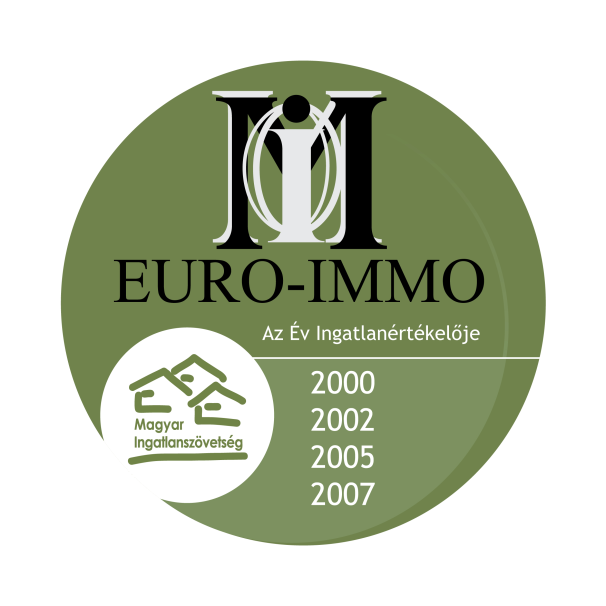 EURO-IMMO
Az Év Ingatlanértékelője
2000
2002
2005
2007
Magyar
Ingatlanszövetség